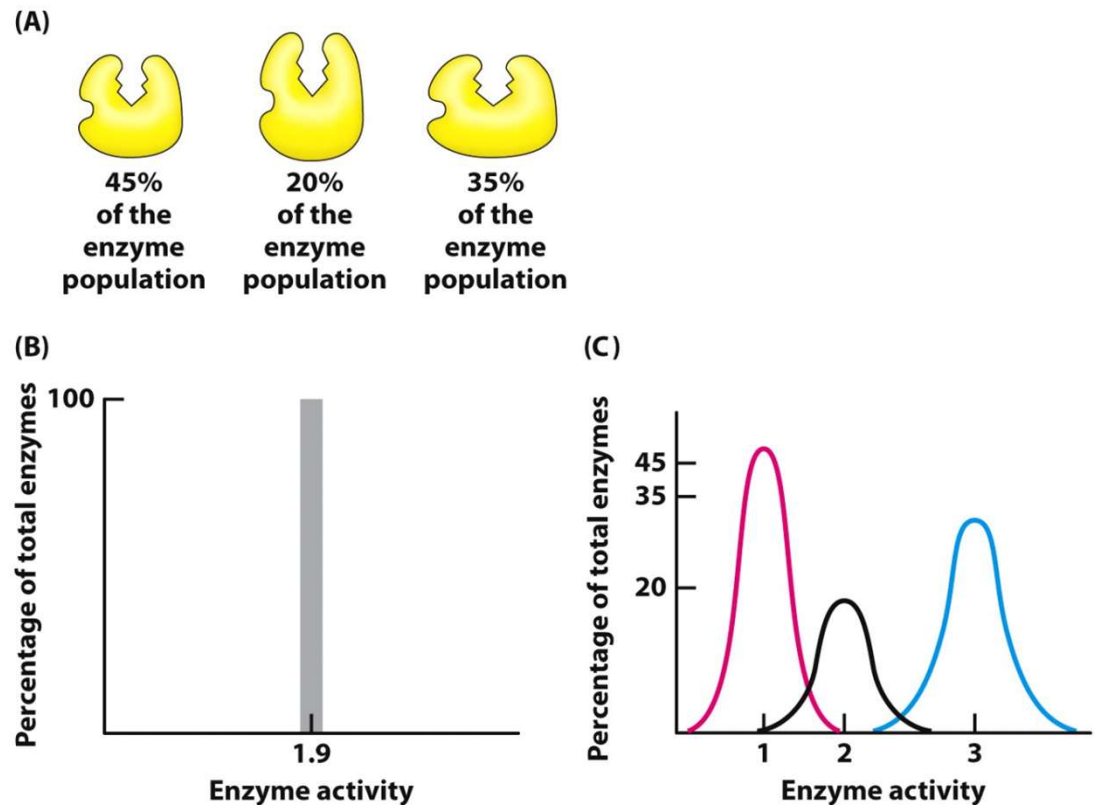 (A)
45%
of the
enzyme
population
20%
of the
enzyme
population
35%
of the
enzyme
population
(B)
Percentage of total enzymes
100
1.9
Enzyme activity
(C)
Percentage of total enzymes
45
35
20
1 2 3
Enzyme activity